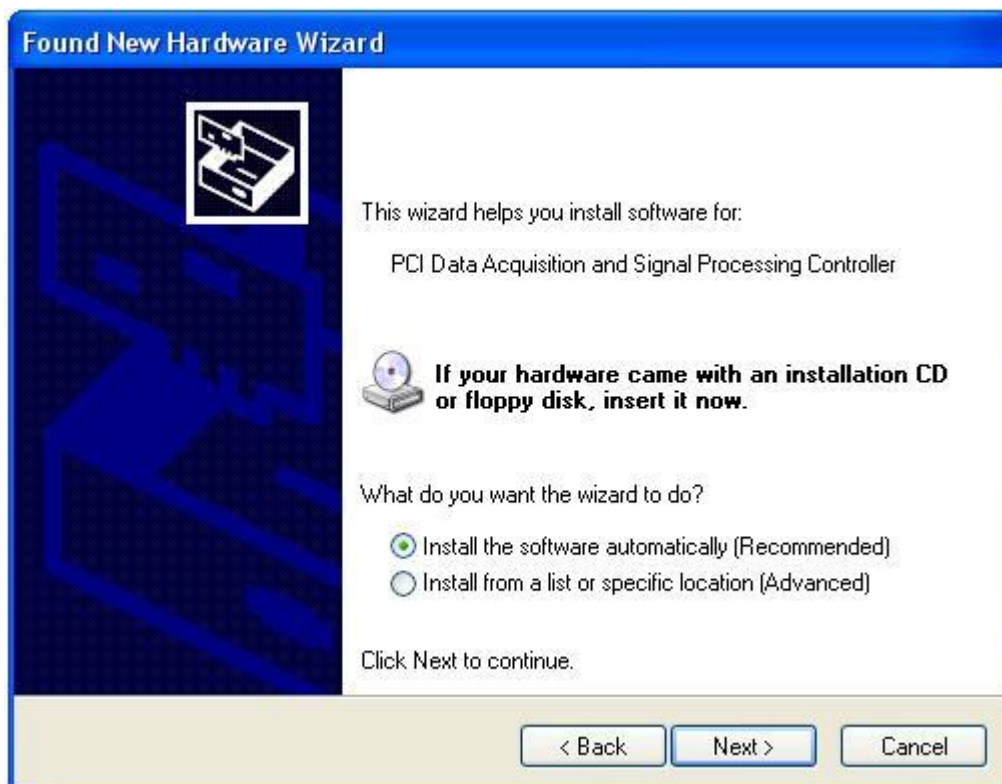 Found New Hardware Wizard
This wizard helps you install software for:
PCI Data Acquisition and Signal Processing Controller
If your hardware came with an installation CD
or floppy disk, insert it now.
What do you want the wizard to do?
Install the software automatically (Recommended)
Install from a list or specific location (Advanced)
Click Next to continue.
< Back Next > Cancel